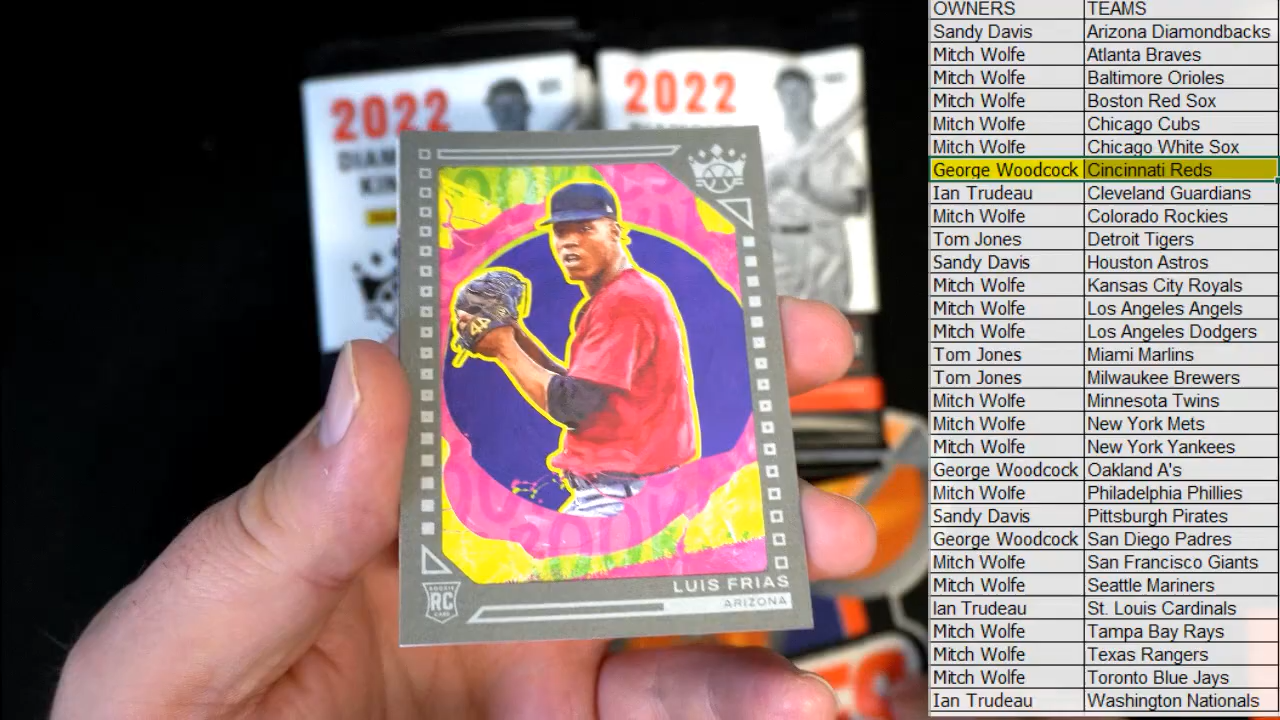 2022
2022
DIAM
KIN
44
LUIS FRIAS
ARIZONA
ROOKIE
RC
CARD
OWNERS TEAMS
Sandy Davis Arizona Diamondbacks
Mitch Wolfe Atlanta Braves
Mitch Wolfe Baltimore Orioles
Mitch Wolfe Boston Red Sox
Mitch Wolfe Chicago Cubs
Mitch Wolfe Chicago White Sox
George Woodcock Cincinnati Reds
Ian Trudeau Cleveland Guardians
Mitch Wolfe Colorado Rockies
Tom Jones Detroit Tigers
Sandy Davis Houston Astros
Mitch Wolfe Kansas City Royals
Mitch Wolfe Los Angeles Angels
Mitch Wolfe Los Angeles Dodgers
Tom Jones Miami Marlins
Tom Jones Milwaukee Brewers
Mitch Wolfe Minnesota Twins
Mitch Wolfe New York Mets
Mitch Wolfe New York Yankees
George Woodcock Oakland A's
Mitch Wolfe Philadelphia Phillies
Sandy Davis Pittsburgh Pirates
George Woodcock San Diego Padres
Mitch Wolfe San Francisco Giants
Mitch Wolfe Seattle Mariners
Ian Trudeau St. Louis Cardinals
Mitch Wolfe Tampa Bay Rays
Mitch Wolfe Texas Rangers
Mitch Wolfe Toronto Blue Jays
Ian Trudeau Washington Nationals